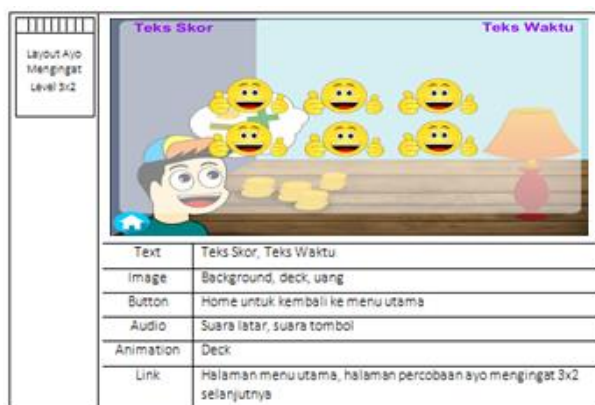 Layout Ayo
Mengingat
Level 3x2
Teks Skor
Teks Waktu
Text
Teks Skor, Teks Waktu
Image
Background, deck, uang
Button
Home untuk kembali ke menu utama
Audio
Suara latar, suara tombol
Animation
Deck
Link
Halaman menu utama, halaman percobaan ayo mengingat 3x2
selanjutnya